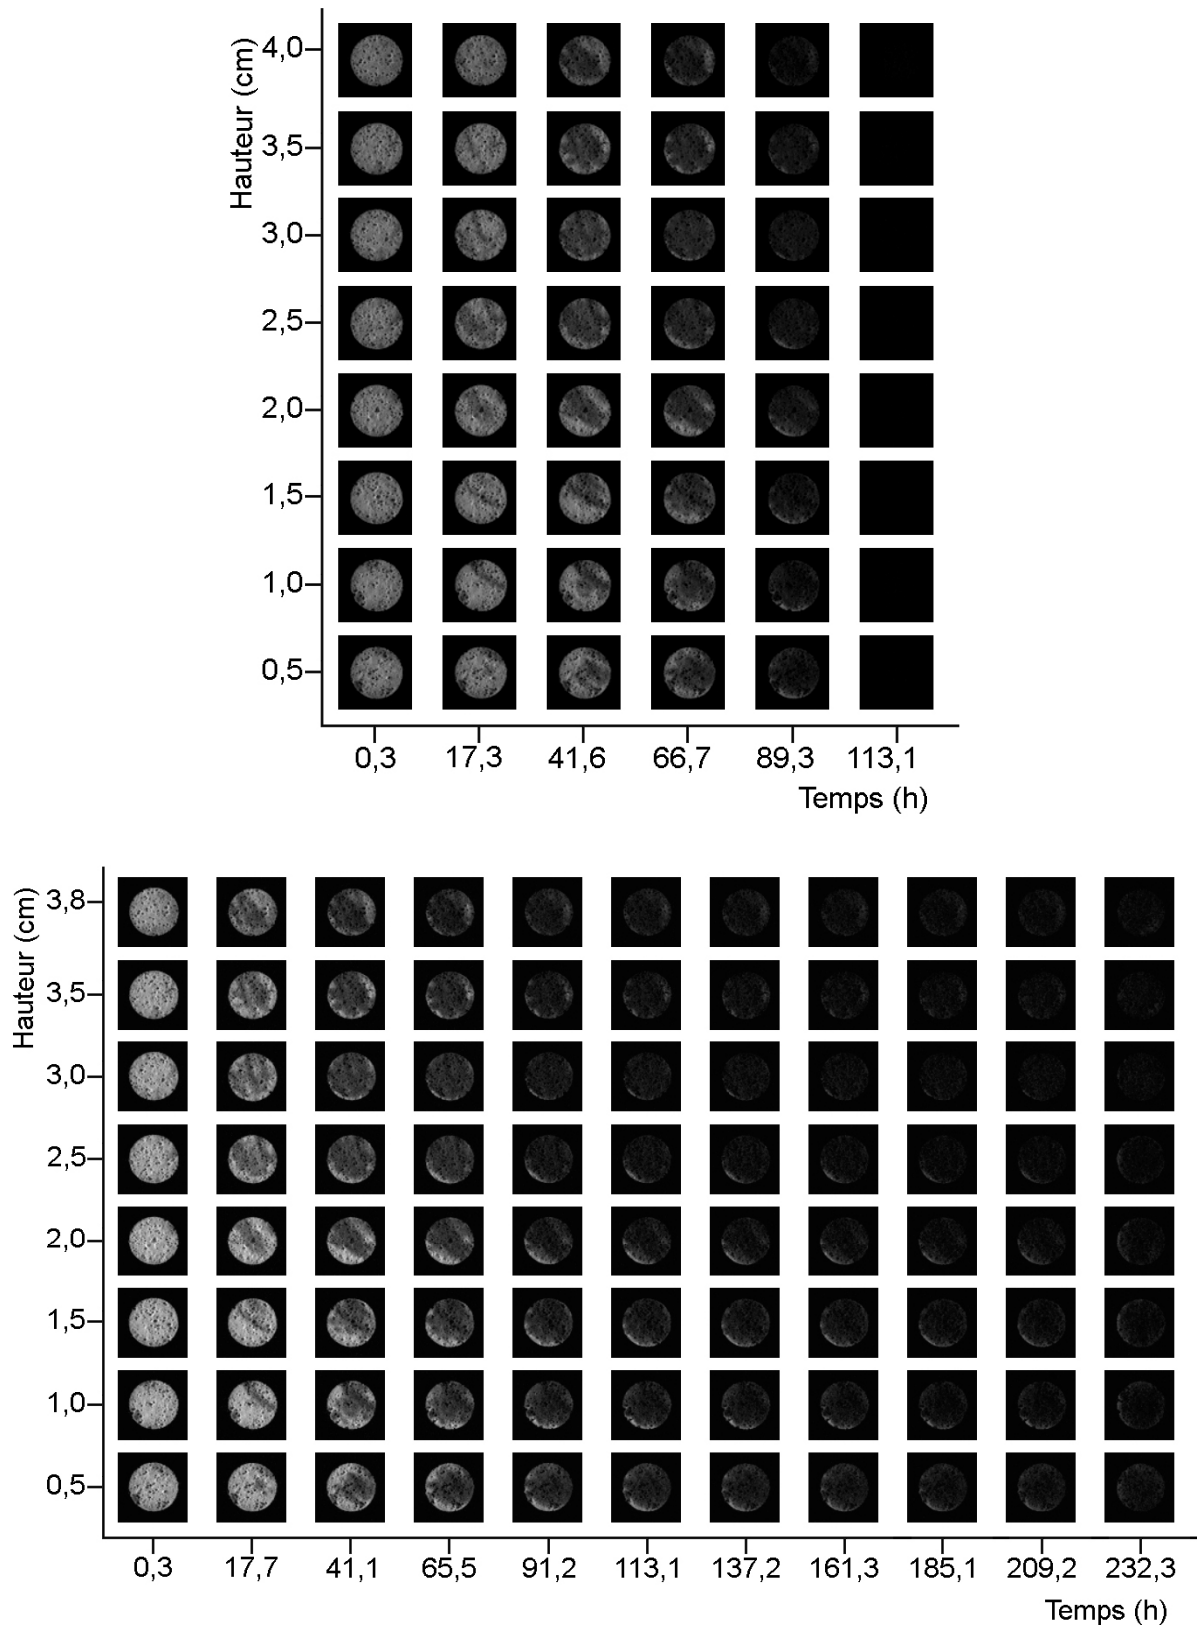 Hauteur (cm)
4,0
3,5
3,0
2,5
2,0
1,5
1,0
0,5
0,3 17,3 41,6 66,7 89,3 113,1
Temps (h)
Hauteur (cm)
3,8
3,5
3,0
2,5
2,0
1,5
1,0
0,5
0,3 17,7 41,1 65,5 91,2 113,1 137,2 161,3 185,1 209,2 232,3
Temps (h)